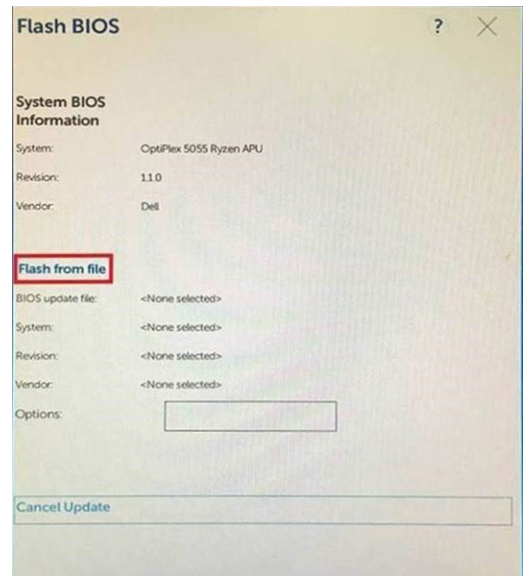 Flash BIOS ?
System BIOS
Information
System: OptiPlex 5055 Ryzen APU
Revision: 1.1.0
Vendor: Dell
Flash from file
BIOS update file: <None selected>
System: <None selected>
Revision: <None selected>
Vendor: <None selected>
Options:
Cancel Update